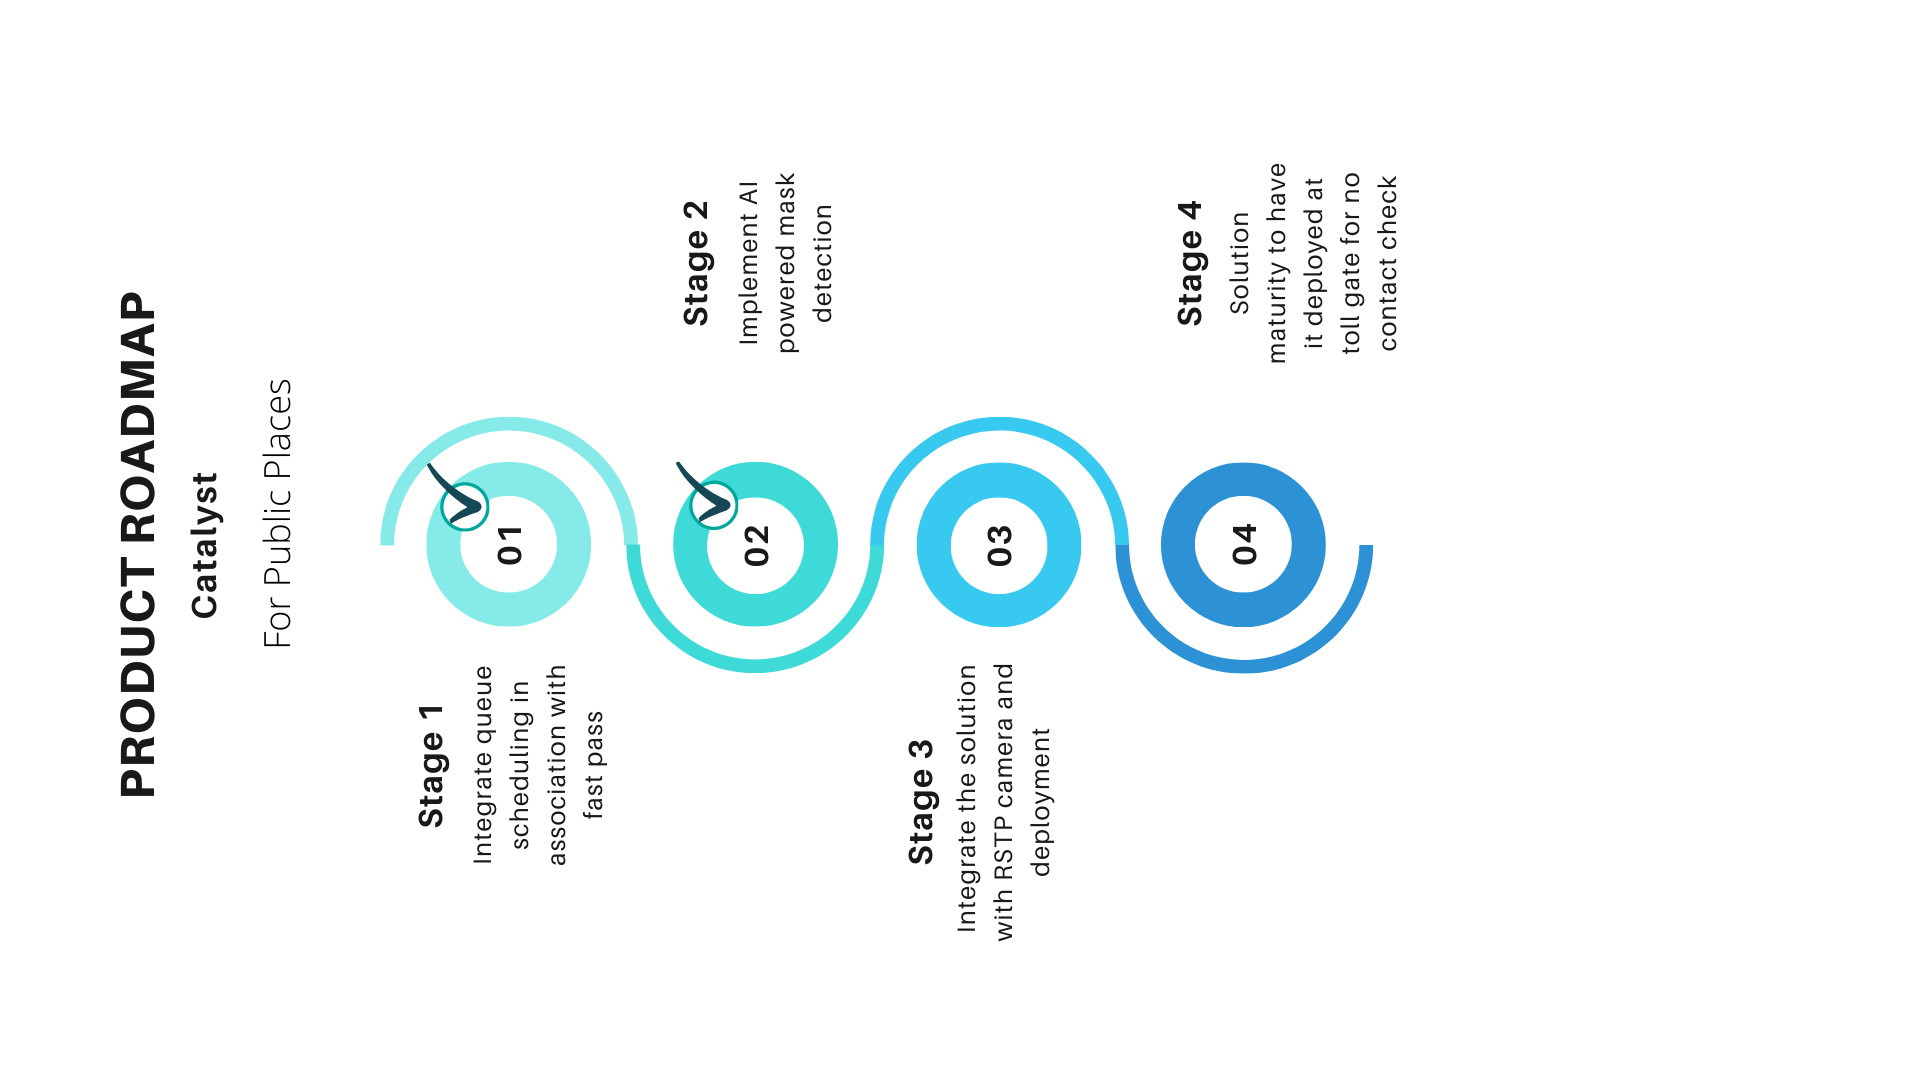 PRODUCT ROADMAP
Catalyst
For Public Places
01
Stage 1
Integrate queue
scheduling in
association with
fast pass
02
Stage 2
Implement AI
powered mask
detection
03
Stage 3
Integrate the solution
with RSTP camera and
deployment
04
Stage 4
Solution
maturity to have
it deployed at
toll gate for no
contact check